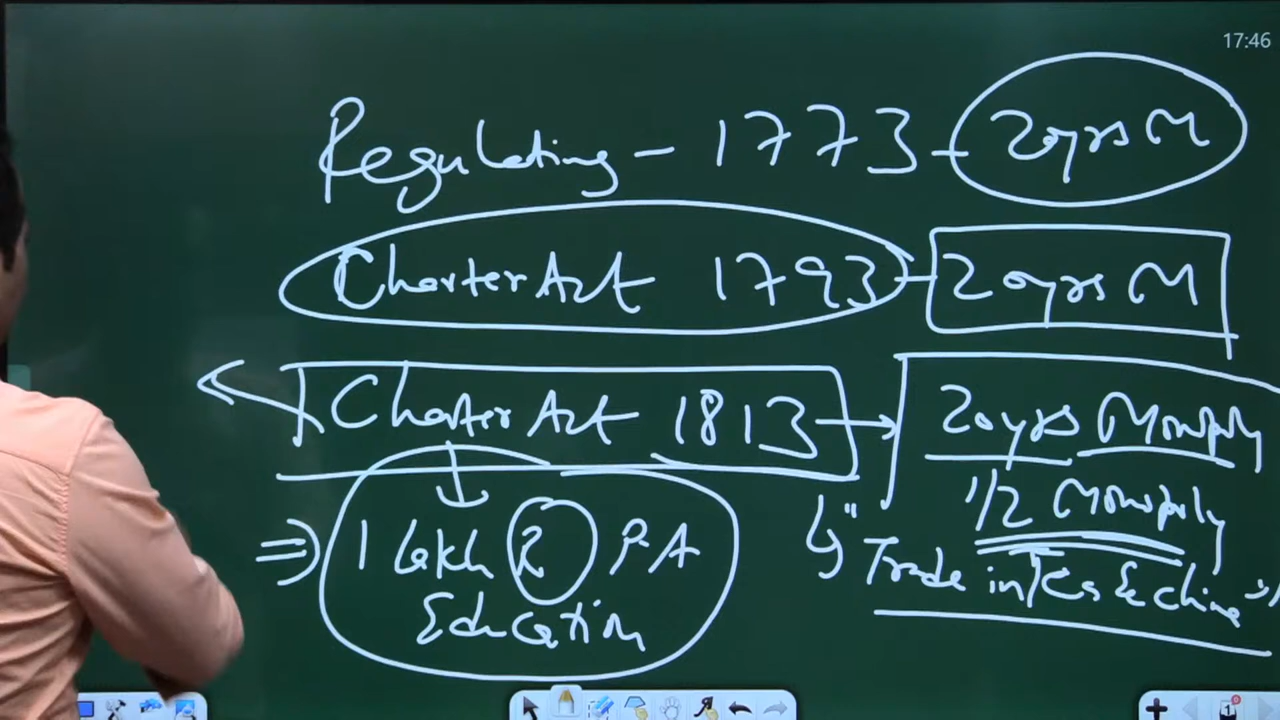 17:46
Regulating - 1773 - 20yrs M
Charter Act 1793 - 20yrs M
Charter Act 1813 → 20yrs Monopoly
1/2 Monopoly
⇒ 1 lakh R PA
Education
" Trade in Tea & China "
1